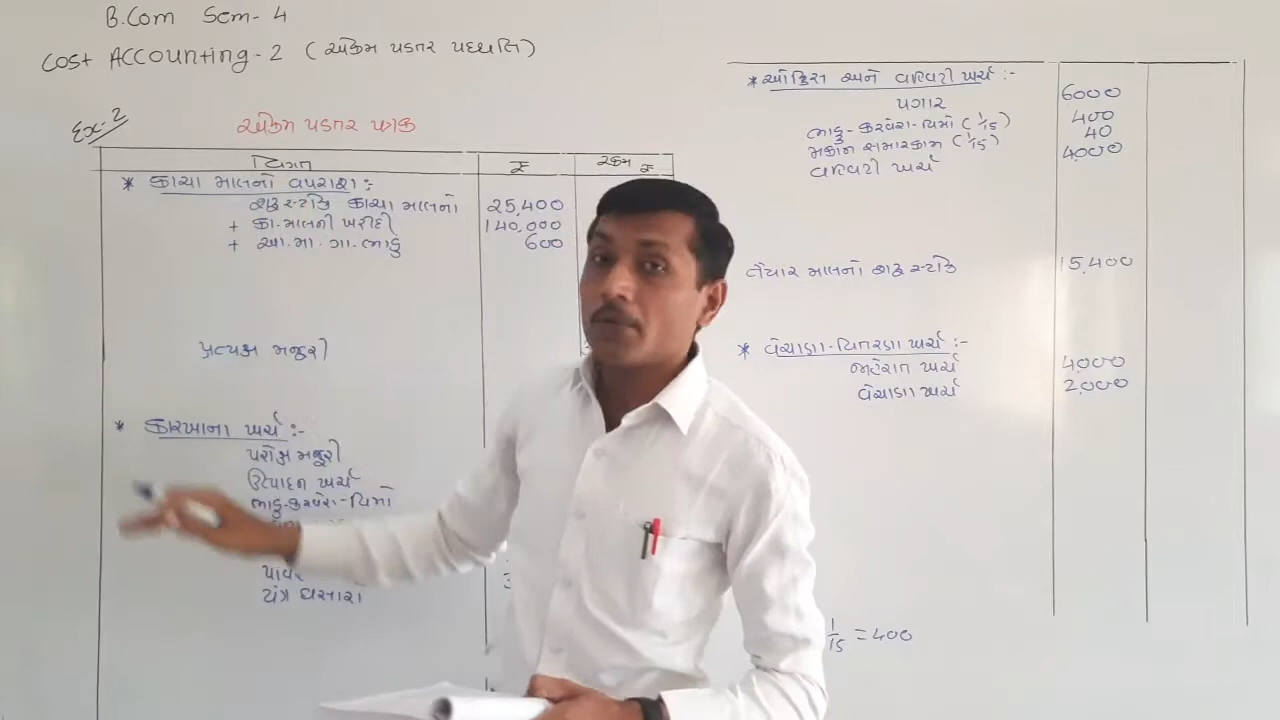 B.Com Sem- 4
Cost Accounting-2 (એકમ પડતર પદ્ધતિ)
Ex-2
એકમ પડતર પત્રક
વિગત ₹ રકમ ₹
* કાચા માલનો વપરાશ :-
શરૂ સ્ટોક કાચા માલનો 25,400
+ કા.માલની ખરીદી 140,000
+ આ.મા.ગા.ભાડું 600
પ્રત્યક્ષ મજુરી
* કારખાના ખર્ચ :-
પરોક્ષ મજૂરી
ઉત્પાદન ખર્ચ
ભાડુ-કરવેરા-વિમો
પાવર
યંત્ર ઘસારા
* ઓફિસ અને વહીવટી ખર્ચ :-
પગાર 6000
ભાડુ-કરવેરા-વિમો (1/15) 400
મકાન સમારકામ (1/15) 40
વહીવટી ખર્ચ 4000
તૈયાર માલનો શરૂ સ્ટોક 15,400
* વેચાણ-વિતરણ ખર્ચ :-
જાહેરાત ખર્ચ 4,000
વેચાણ ખર્ચ 2,000
1/15 = 400